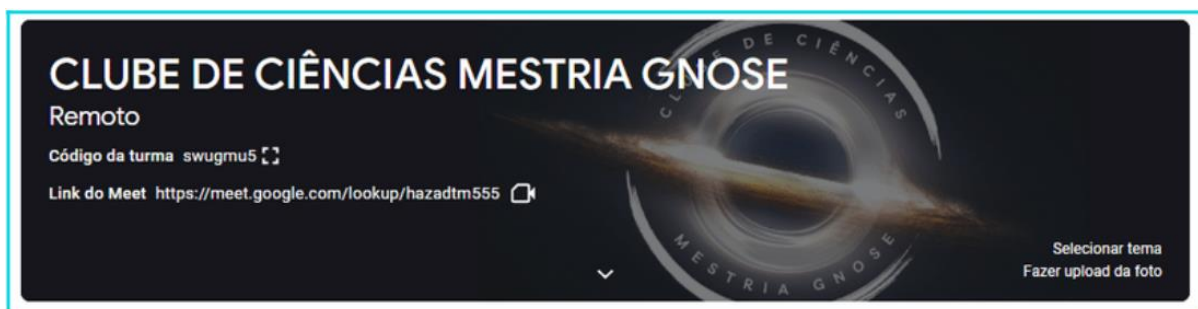 CLUBE DE CIÊNCIAS MESTRIA GNOSE
Remoto
Código da turma swugmu5
Link do Meet https://meet.google.com/lookup/hazadtm555
CLUBE DE CIÊNCIAS
MESTRIA GNOSE
Selecionar tema
Fazer upload da foto